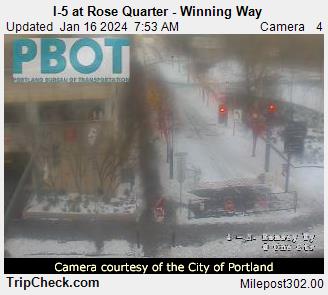 I-5 at Rose Quarter - Winning Way
Updated Jan 16 2024 7:53 AM Camera 4
PBOT
PORTLAND BUREAU OF TRANSPORTATION
Camera courtesy of the City of Portland
TripCheck.com Milepost302.00